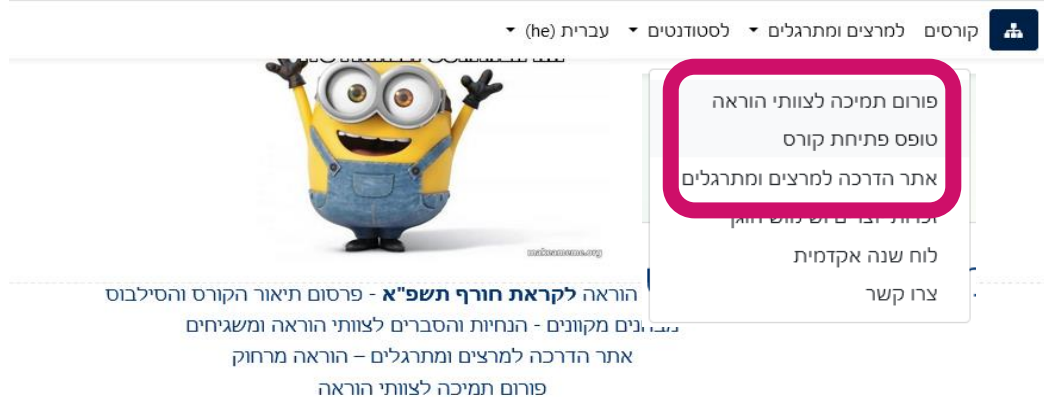 קורסים למרצים ומתרגלים לסטודנטים עברית (he)
פורום תמיכה לצוותי הוראה
טופס פתיחת קורס
אתר הדרכה למרצים ומתרגלים
לוח שנה אקדמית
צרו קשר
makeameme.org
הוראה לקראת חורף תשפ"א - פרסום תיאור הקורס והסילבוס
מבחנים מקוונים - הנחיות והסברים לצוותי הוראה ומשגיחים
אתר הדרכה למרצים ומתרגלים – הוראה מרחוק
פורום תמיכה לצוותי הוראה